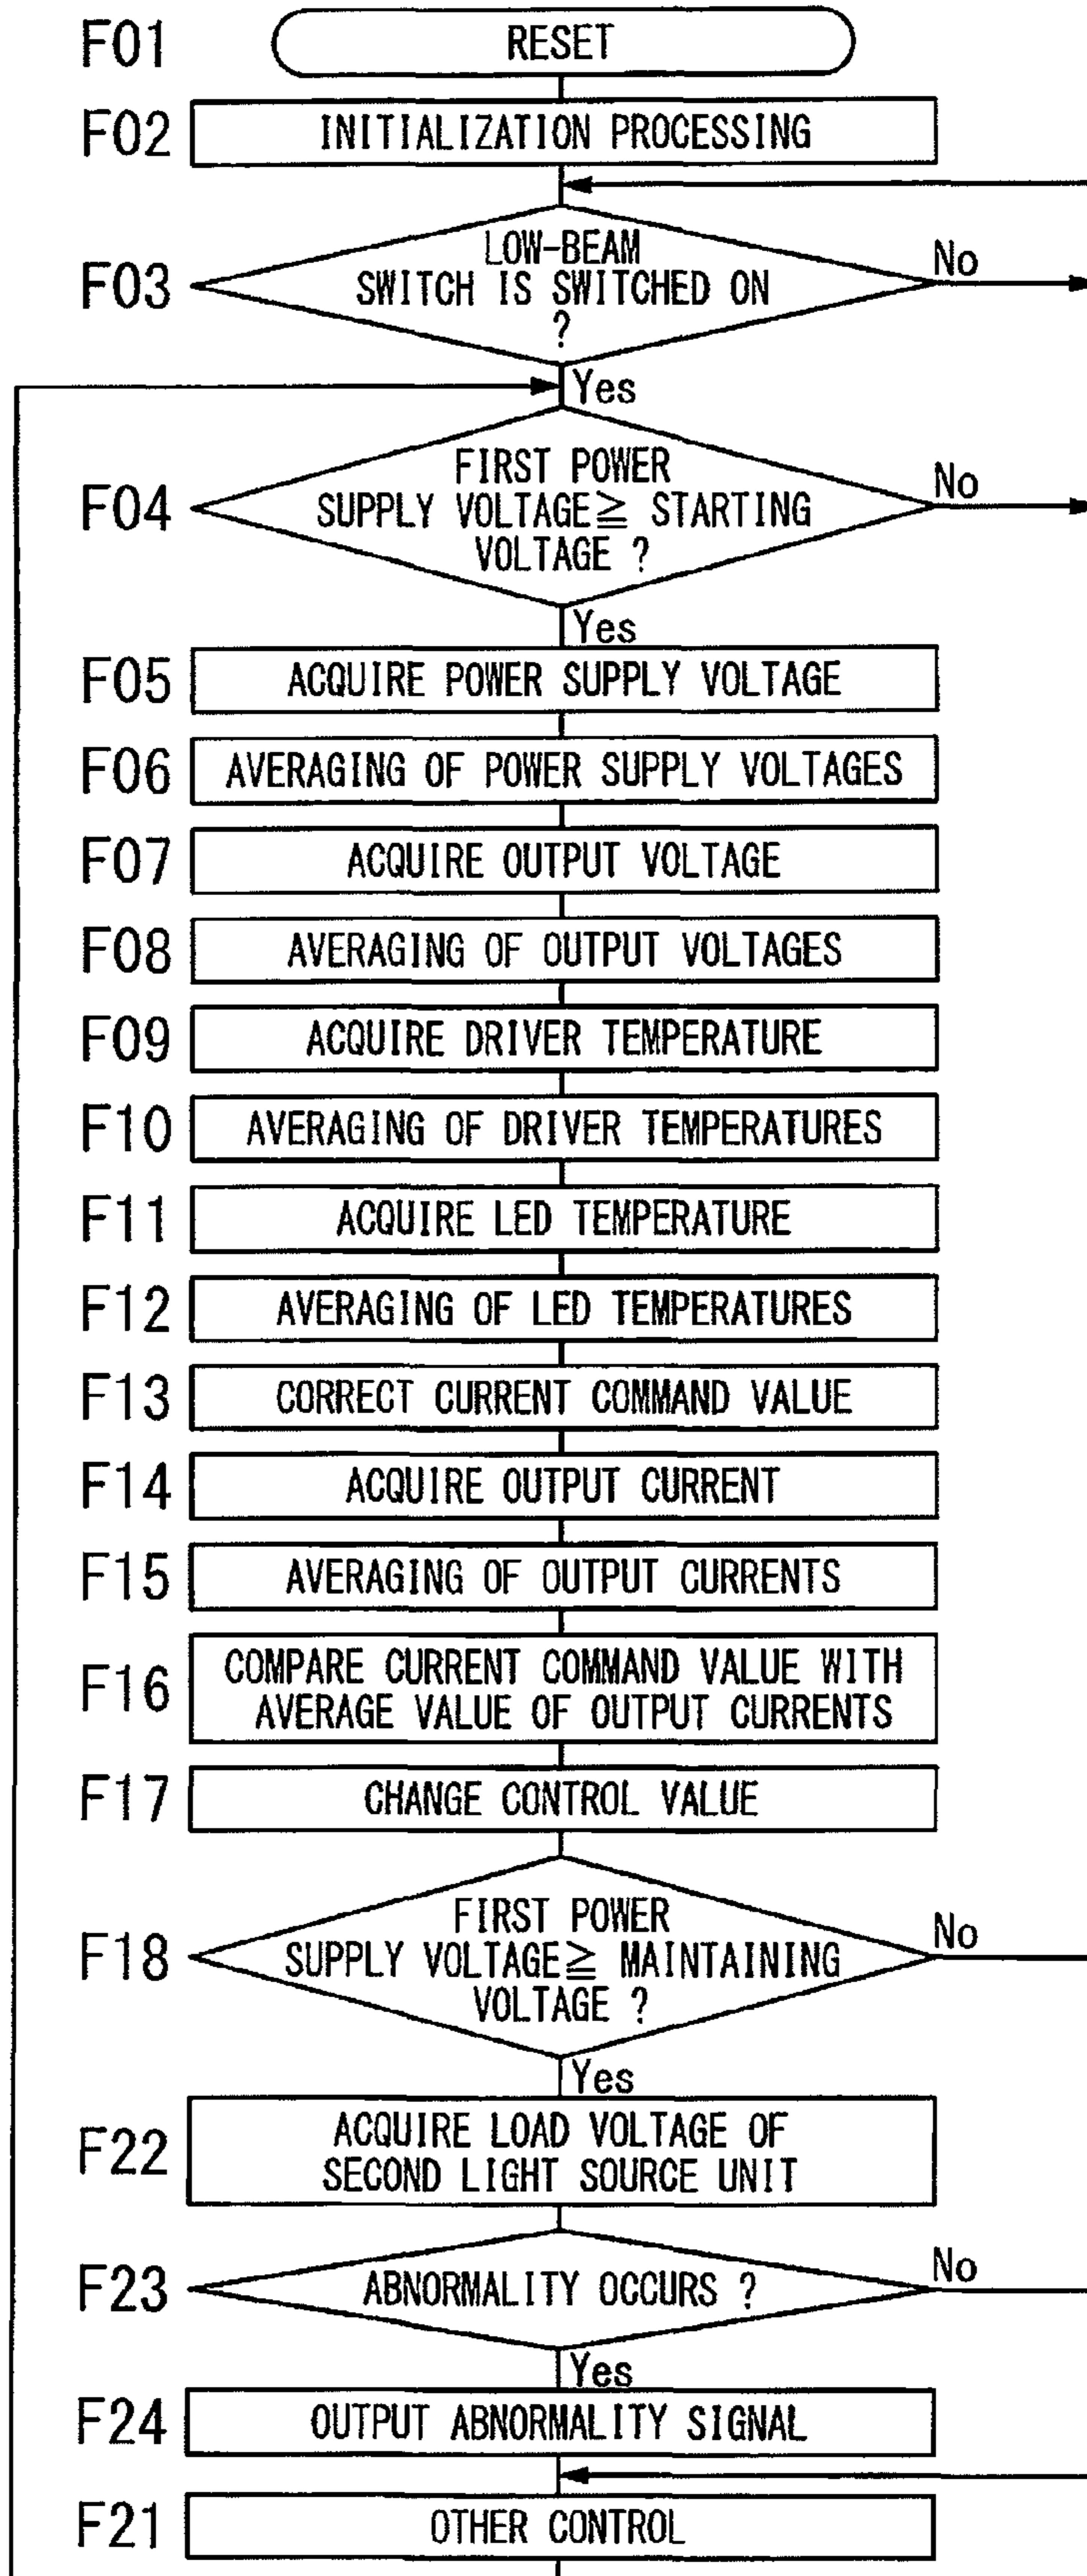 F01 RESET
F02 INITIALIZATION PROCESSING
LOW-BEAM
F03 SWITCH IS SWITCHED ON No
?
Yes
FIRST POWER
F04 SUPPLY VOLTAGE≧ STARTING No
VOLTAGE ?
Yes
F05 ACQUIRE POWER SUPPLY VOLTAGE
F06 AVERAGING OF POWER SUPPLY VOLTAGES
F07 ACQUIRE OUTPUT VOLTAGE
F08 AVERAGING OF OUTPUT VOLTAGES
F09 ACQUIRE DRIVER TEMPERATURE
F10 AVERAGING OF DRIVER TEMPERATURES
F11 ACQUIRE LED TEMPERATURE
F12 AVERAGING OF LED TEMPERATURES
F13 CORRECT CURRENT COMMAND VALUE
F14 ACQUIRE OUTPUT CURRENT
F15 AVERAGING OF OUTPUT CURRENTS
F16 COMPARE CURRENT COMMAND VALUE WITH
AVERAGE VALUE OF OUTPUT CURRENTS
F17 CHANGE CONTROL VALUE
FIRST POWER
F18 SUPPLY VOLTAGE≧ MAINTAINING No
VOLTAGE ?
Yes
F22 ACQUIRE LOAD VOLTAGE OF
SECOND LIGHT SOURCE UNIT
F23 ABNORMALITY OCCURS ? No
Yes
F24 OUTPUT ABNORMALITY SIGNAL
F21 OTHER CONTROL